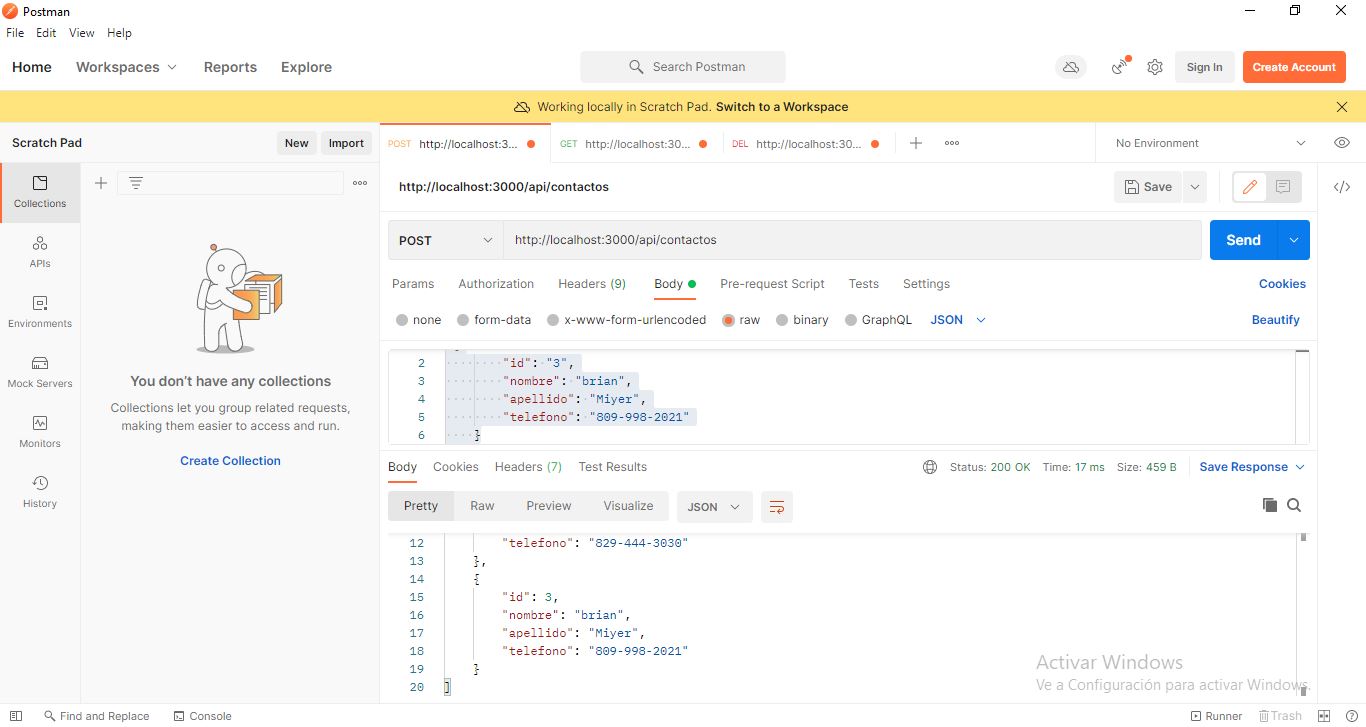 Postman
File Edit View Help
Home Workspaces Reports Explore Search Postman Sign In Create Account
Working locally in Scratch Pad. Switch to a Workspace
Scratch Pad New Import POST http://localhost:3... GET http://localhost:30... DEL http://localhost:30... No Environment
Collections
APIs
Environments
Mock Servers
Monitors
History
You don't have any collections
Collections let you group related requests,
making them easier to access and run.
Create Collection
http://localhost:3000/api/contactos Save
POST http://localhost:3000/api/contactos Send
Params Authorization Headers (9) Body Pre-request Script Tests Settings Cookies
none form-data x-www-form-urlencoded raw binary GraphQL JSON Beautify
2 "id": "3",
3 "nombre": "brian",
4 "apellido": "Miyer",
5 "telefono": "809-998-2021"
6 }
Body Cookies Headers (7) Test Results Status: 200 OK Time: 17 ms Size: 459 B Save Response
Pretty Raw Preview Visualize JSON
12 "telefono": "829-444-3030"
13 },
14 {
15 "id": 3,
16 "nombre": "brian",
17 "apellido": "Miyer",
18 "telefono": "809-998-2021"
19 }
20 ]
Activar Windows
Ve a Configuración para activar Windows.
Find and Replace Console Runner Trash